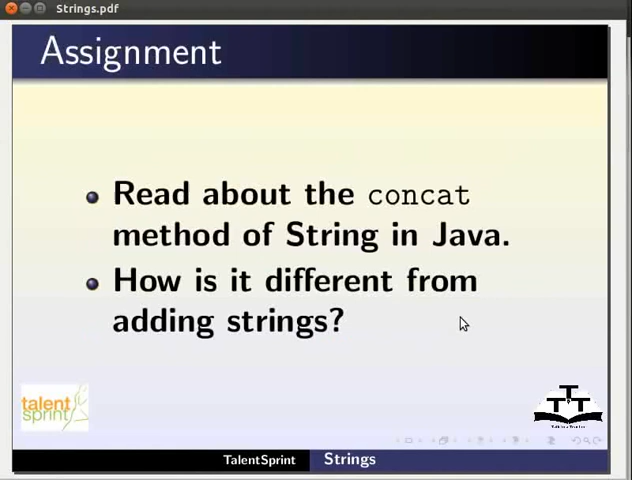 Strings.pdf
Assignment
Read about the concat
method of String in Java.
How is it different from
adding strings?
talent
sprint
TTT
TalentSprint
Strings